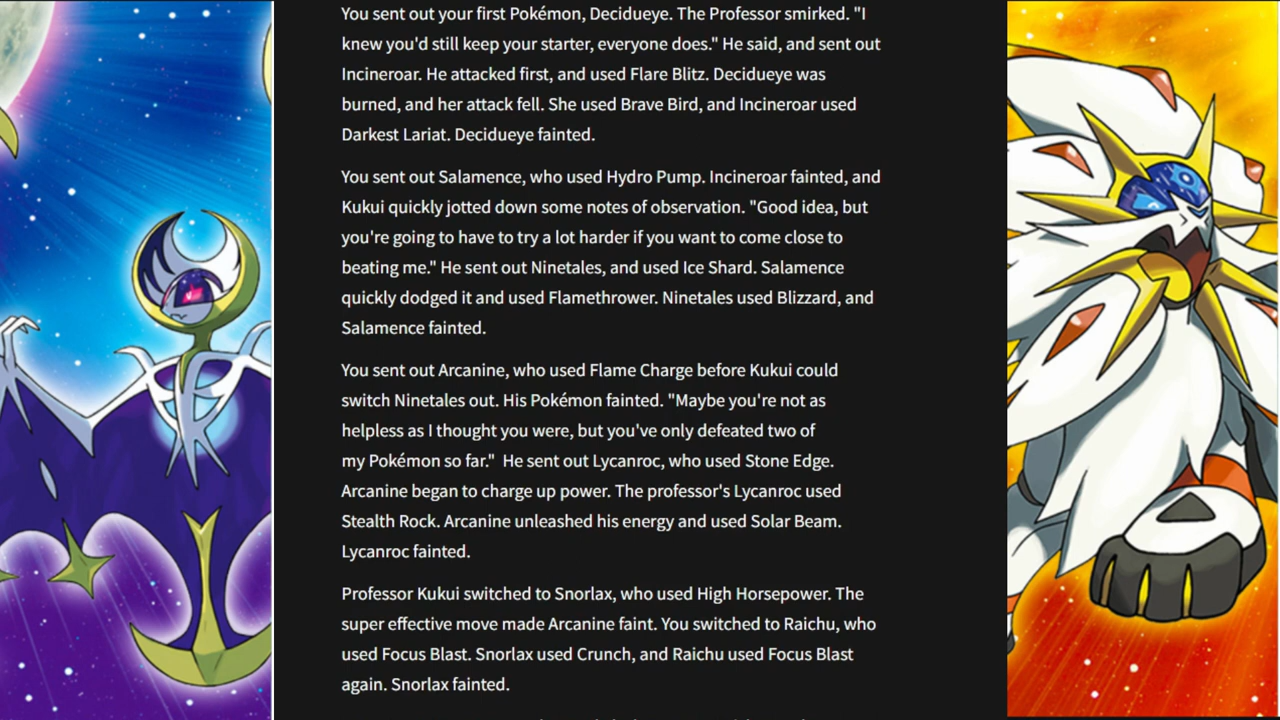 You sent out your first Pokémon, Decidueye. The Professor smirked. "I
knew you'd still keep your starter, everyone does." He said, and sent out
Incineroar. He attacked first, and used Flare Blitz. Decidueye was
burned, and her attack fell. She used Brave Bird, and Incineroar used
Darkest Lariat. Decidueye fainted.
You sent out Salamence, who used Hydro Pump. Incineroar fainted, and
Kukui quickly jotted down some notes of observation. "Good idea, but
you're going to have to try a lot harder if you want to come close to
beating me." He sent out Ninetales, and used Ice Shard. Salamence
quickly dodged it and used Flamethrower. Ninetales used Blizzard, and
Salamence fainted.
You sent out Arcanine, who used Flame Charge before Kukui could
switch Ninetales out. His Pokémon fainted. "Maybe you're not as
helpless as I thought you were, but you've only defeated two of
my Pokémon so far."  He sent out Lycanroc, who used Stone Edge.
Arcanine began to charge up power. The professor's Lycanroc used
Stealth Rock. Arcanine unleashed his energy and used Solar Beam.
Lycanroc fainted.
Professor Kukui switched to Snorlax, who used High Horsepower. The
super effective move made Arcanine faint. You switched to Raichu, who
used Focus Blast. Snorlax used Crunch, and Raichu used Focus Blast
again. Snorlax fainted.